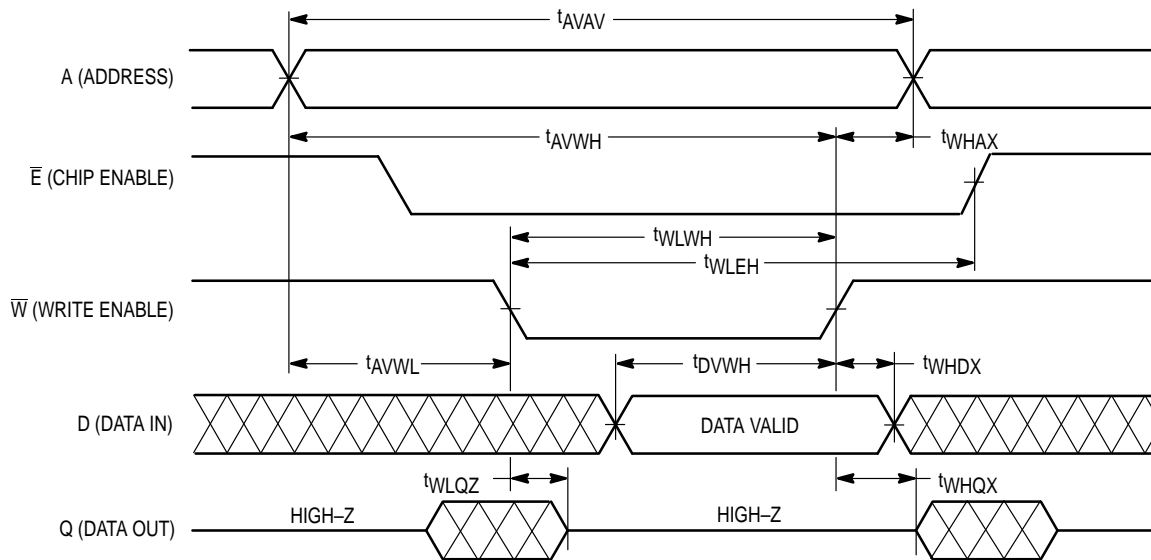 tAVAV
A (ADDRESS)
tAVWH
tWHAX
E (CHIP ENABLE)
tWLWH
tWLEH
W (WRITE ENABLE)
tAVWL
tDVWH
tWHDX
D (DATA IN)
DATA VALID
tWLQZ
tWHQX
Q (DATA OUT)
HIGH–Z
HIGH–Z